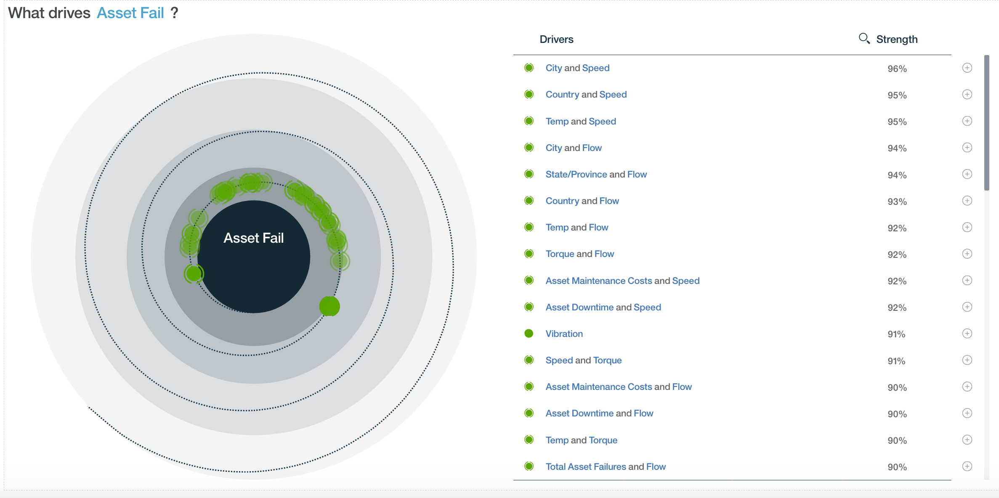 What drives Asset Fail ?
Drivers Strength
Asset Fail
City and Speed 96%
Country and Speed 95%
Temp and Speed 95%
City and Flow 94%
State/Province and Flow 94%
Country and Flow 93%
Temp and Flow 92%
Torque and Flow 92%
Asset Maintenance Costs and Speed 92%
Asset Downtime and Speed 92%
Vibration 91%
Speed and Torque 91%
Asset Maintenance Costs and Flow 90%
Asset Downtime and Flow 90%
Temp and Torque 90%
Total Asset Failures and Flow 90%